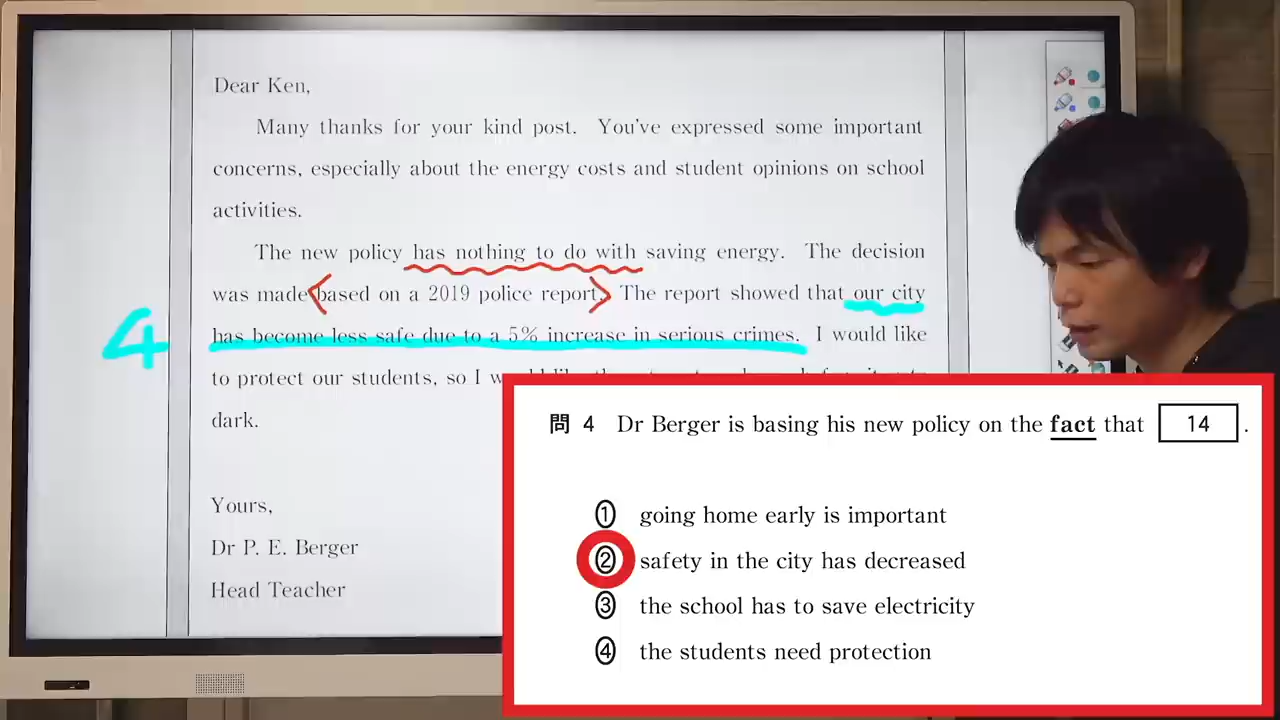 Dear Ken,
Many thanks for your kind post. You've expressed some important
concerns, especially about the energy costs and student opinions on school
activities.
The new policy has nothing to do with saving energy. The decision
was made based on a 2019 police report. The report showed that our city
has become less safe due to a 5% increase in serious crimes. I would like
to protect our students, so I
dark.
Yours,
Dr P. E. Berger
Head Teacher
4
問 4 Dr Berger is basing his new policy on the fact that 14 .
① going home early is important
② safety in the city has decreased
③ the school has to save electricity
④ the students need protection